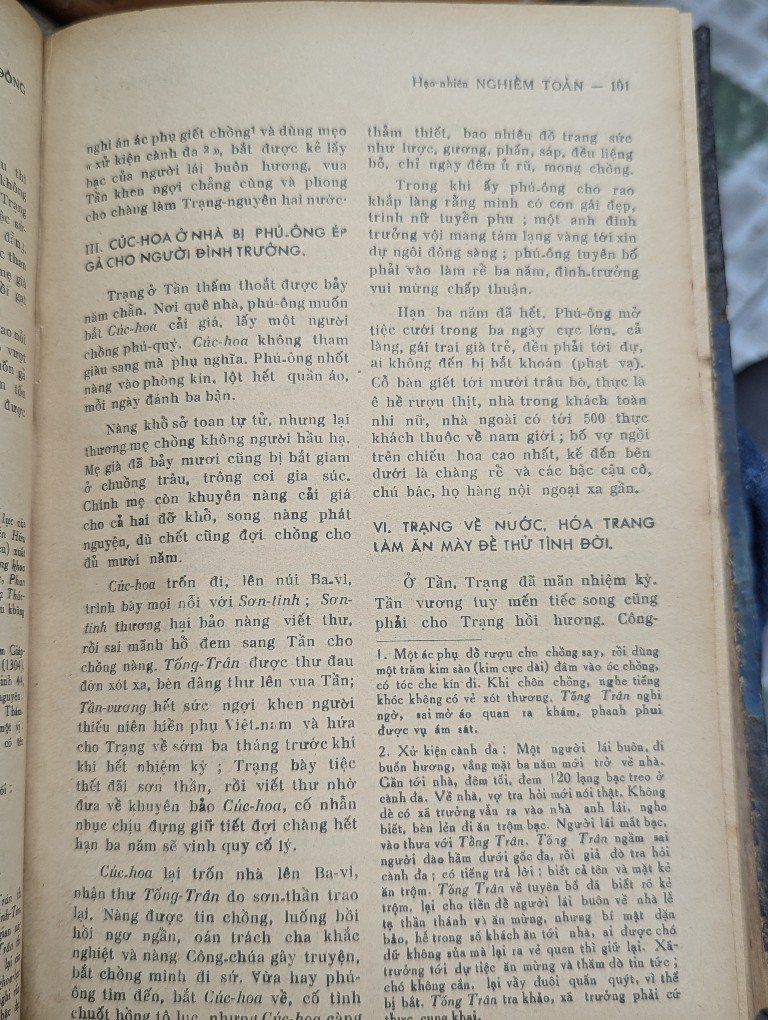 Hạo-nhiên NGHIÊM TOẢN — 101
nghi án ác phụ giết chồng¹ và dùng mẹo
« xử kiện cành đa ² », bắt được kẻ lấy
bạc của người lái buôn hương, vua
Tần khen ngợi chẳng cùng và phong
cho chàng làm Trạng-nguyên hai nước.
III. CÚC-HOA Ở NHÀ BỊ PHÚ-ÔNG ÉP
GẢ CHO NGƯỜI ĐÌNH TRƯỞNG.
Trạng ở Tần thấm thoắt được bảy
năm chẵn. Nơi quê nhà, phú-ông muốn
bắt Cúc-hoa cải giá, lấy một người
chồng phú-quý. Cúc-hoa không tham
giàu sang mà phụ nghĩa. Phú-ông nhốt
nàng vào phòng kín, lột hết quần áo,
mỗi ngày đánh ba bận.
Nàng khổ sở toan tự tử, nhưng lại
thương mẹ chồng không người hầu hạ.
Mẹ già đã bảy mươi cũng bị bắt giam
ở chuồng trâu, trông coi gia súc.
Chính mẹ còn khuyên nàng cải giá
cho cả hai đỡ khổ, song nàng phát
nguyện, dù chết cũng đợi chồng cho
đủ mười năm.
Cúc-hoa trốn đi, lên núi Ba-vì,
trình bày mọi nỗi với Sơn-tinh ; Sơn-
tinh thương hại bảo nàng viết thư,
rồi sai mãnh hổ đem sang Tần cho
chồng nàng. Tống-Trân được thư đau
đớn xót xa, bèn dâng thư lên vua Tần;
Tần-vương hết sức ngợi khen người
thiếu niên hiền phụ Việt-nam và hứa
cho Trạng về sớm ba tháng trước khi
khi hết nhiệm kỳ ; Trạng bày tiệc
thết đãi sơn thần, rồi viết thư nhờ
đưa về khuyên bảo Cúc-hoa, cố nhẫn
nhục chịu đựng giữ tiết đợi chàng hết
hạn ba năm sẽ vinh quy cố lý.
Cúc-hoa lại trốn nhà lên Ba-vì,
nhận thư Tống-Trân do sơn-thần trao
lại. Nàng được tin chồng, luống bồi
hồi ngơ ngần, oán trách cha khắc
nghiệt và nàng Công-chúa gây truyện,
bắt chồng mình đi sứ. Vừa hay phú-
ông tìm đến, bắt Cúc-hoa về, cố tình
chuốt hồng tô lục, nhưng Cúc-hoa càng
thảm thiết, bao nhiêu đồ trang sức
như lược, gương, phấn, sáp, đều liệng
bỏ, chỉ ngày đêm ủ rũ, mong chồng.
Trong khi ấy phú-ông cho rao
khắp làng rằng mình có con gái đẹp,
trinh nữ tuyển phu ; một anh đình
trưởng vội mang tám lạng vàng tới xin
dự ngôi đông sàng ; phú-ông tuyên bố
phải vào làm rể ba năm, đình-trưởng
vui mừng chấp thuận.
Hạn ba năm đã hết. Phú-ông mở
tiệc cưới trong ba ngày cực lớn, cả
làng, gái trai già trẻ, đều phải tới dự,
ai không đến bị bắt khoán (phạt vạ).
Cỗ bàn giết tới mười trâu bò, thực là
ê hề rượu thịt, nhà trong khách toàn
nhi nữ, nhà ngoài có tới 500 thực
khách thuộc về nam giới ; bố vợ ngồi
trên chiếu hoa cao nhất, kế đến bên
dưới là chàng rể và các bậc cậu cô,
chú bác, họ hàng nội ngoại xa gần.
VI. TRẠNG VỀ NƯỚC, HÓA TRANG
LÀM ĂN MÀY ĐỂ THỬ TÌNH ĐỜI.
Ở Tần, Trạng đã mãn nhiệm kỳ.
Tần vương tuy mến tiếc song cũng
phải cho Trạng hồi hương. Công-
1. Một ác phụ đổ rượu cho chồng say, rồi dùng
một trăm kim sào (kim cực dài) đâm vào óc chồng,
có tóc che kín đi. Khi chôn chồng, nghe tiếng
khóc không có vẻ xót thương. Tống Trân nghi
ngờ, sai mở áo quan ra khám, phanh phui
được vụ ám sát.
2. Xử kiện cành đa : Một người lái buôn, đi
buôn hương, vắng mặt ba năm mới trở về nhà.
Gần tới nhà, đêm tối, đem 120 lạng bạc treo ở
cành đa. Về nhà, vợ tra hỏi mới nói thật. Không
dè có xã trưởng vẩn ra vào nhà anh lái, nghe
biết, bèn lẻn đi ăn trộm bạc. Người lái mất bạc,
vào thưa với Tống Trân. Tống Trân ngầm sai
người đào hầm dưới gốc đa, rồi giả đò tra hỏi
cành đa ; có tiếng trả lời : biết cả tên và mặt kẻ
ăn trộm. Tống Trân về tuyên bố đã biết rõ kẻ
trộm, lại cho tiền để người lái buôn về nhà lễ
tạ thần thánh và ăn mừng, nhưng bí mật dặn
bảo, hễ trong số khách ăn tới nhà, ai được chó
dữ không sủa mà lại ra vẻ quen thì giữ lại. Xã-
trưởng tới dự tiệc ăn mừng và thăm dò tin tức ;
chó không cắn, lại vẫy đuôi quấn quýt, vì thế
bị bắt. Tống Trân tra khảo, xã trưởng phải cứ
thực cung khai.